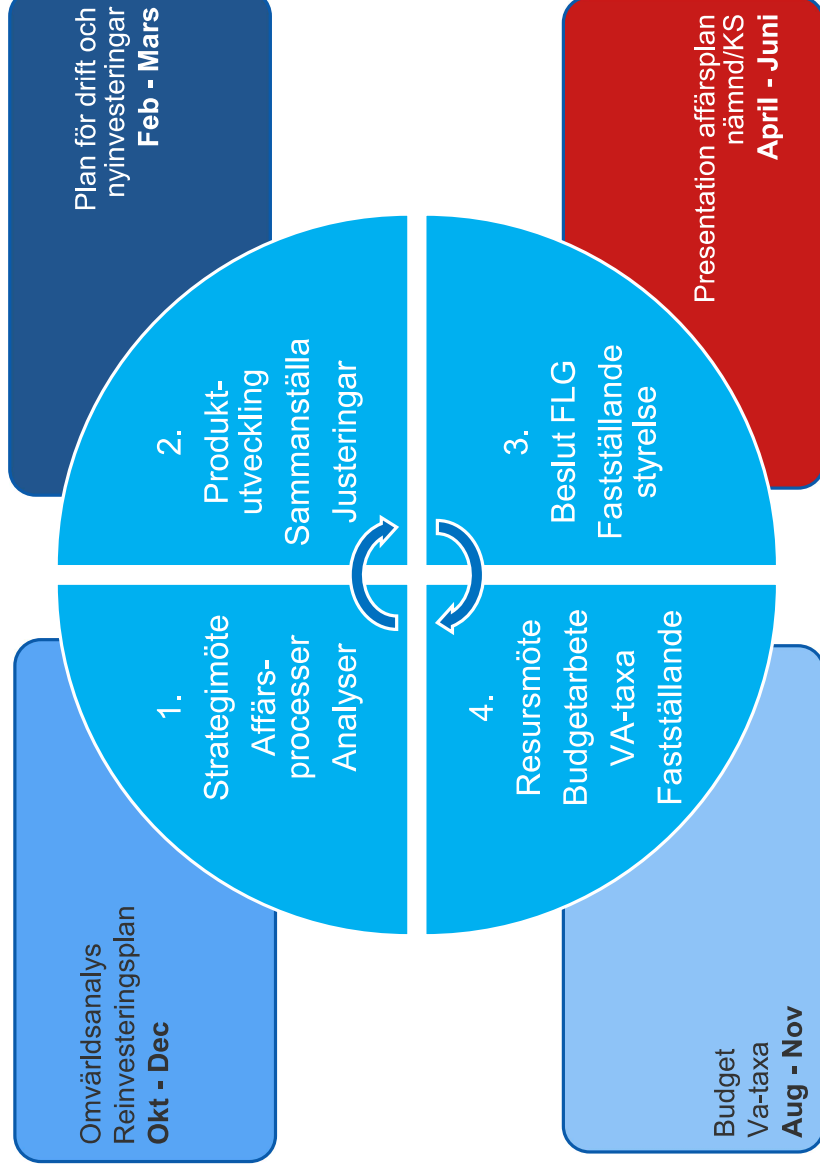 Omvärldsanalys
Reinvesteringsplan
Okt - Dec
Plan för drift och
nyinvesteringar
Feb - Mars
1.
Strategimöte
Affärs-
processer
Analyser
2.
Produkt-
utveckling
Sammanställa
Justeringar
3.
Beslut FLG
Fastställande
styrelse
4.
Resursmöte
Budgetarbete
VA-taxa
Fastställande
Presentation affärsplan
nämnd/KS
April - Juni
Budget
Va-taxa
Aug - Nov